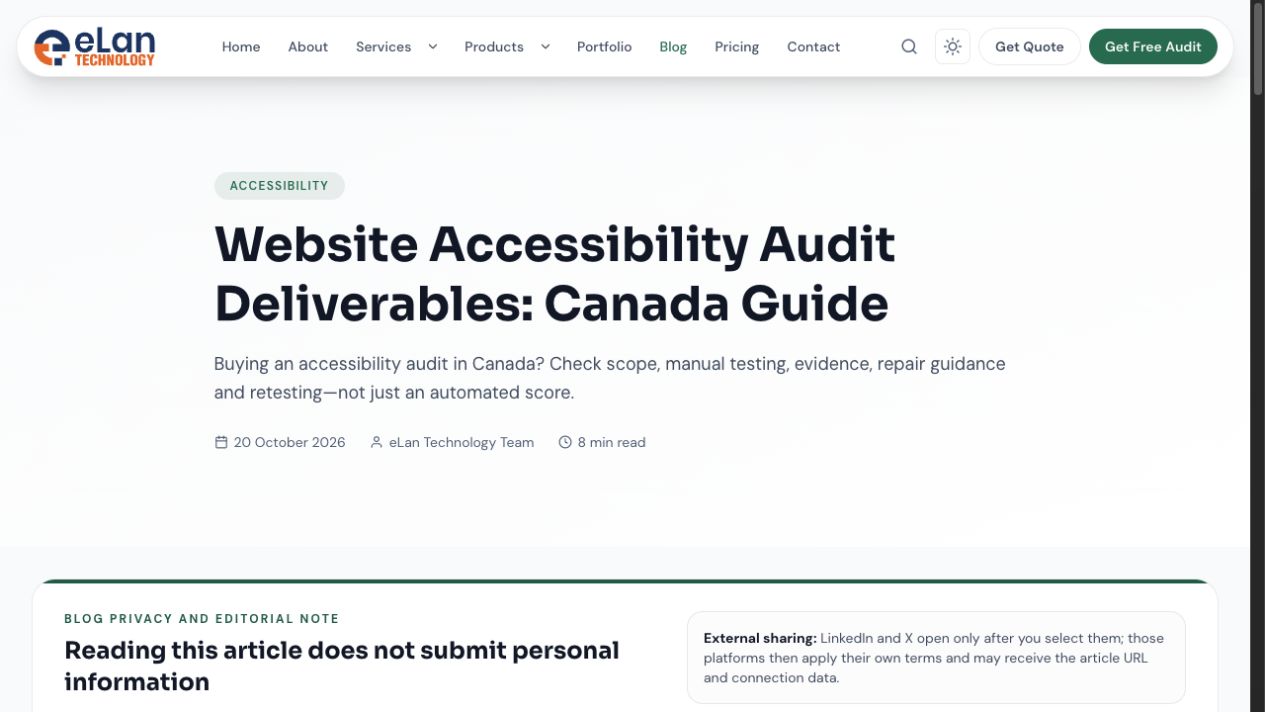 eLan
TECHNOLOGY
Home
About
Services
Products
Portfolio
Blog
Pricing
Contact
Get Quote
Get Free Audit
ACCESSIBILITY
Website Accessibility Audit
Deliverables: Canada Guide
Buying an accessibility audit in Canada? Check scope, manual testing, evidence, repair guidance
and retesting—not just an automated score.
20 October 2026
eLan Technology Team
8 min read
BLOG PRIVACY AND EDITORIAL NOTE
Reading this article does not submit personal
information
External sharing: LinkedIn and X open only after you select them; those
platforms then apply their own terms and may receive the article URL
and connection data.